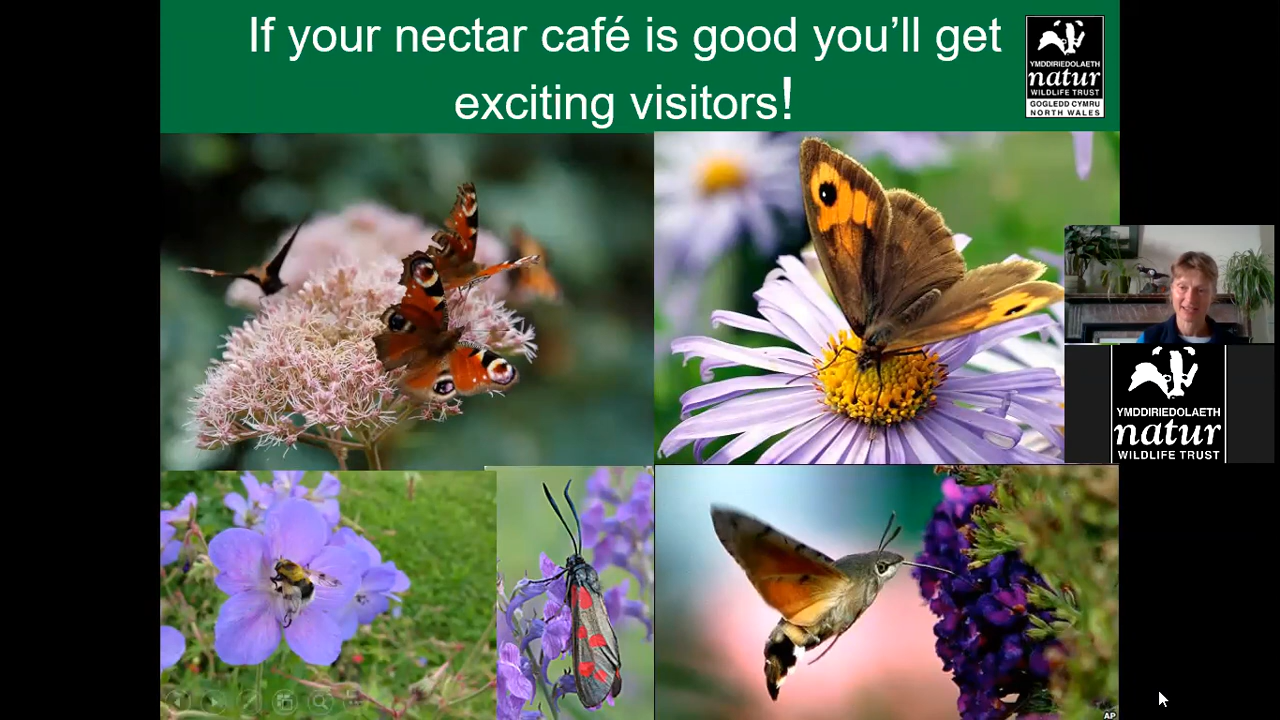 If your nectar café is good you’ll get
exciting visitors!
YMDDIRIEDOLAETH
natur
WILDLIFE TRUST
GOGLEDD CYMRU
NORTH WALES
YMDDIRIEDOLAETH
natur
WILDLIFE TRUST
AP